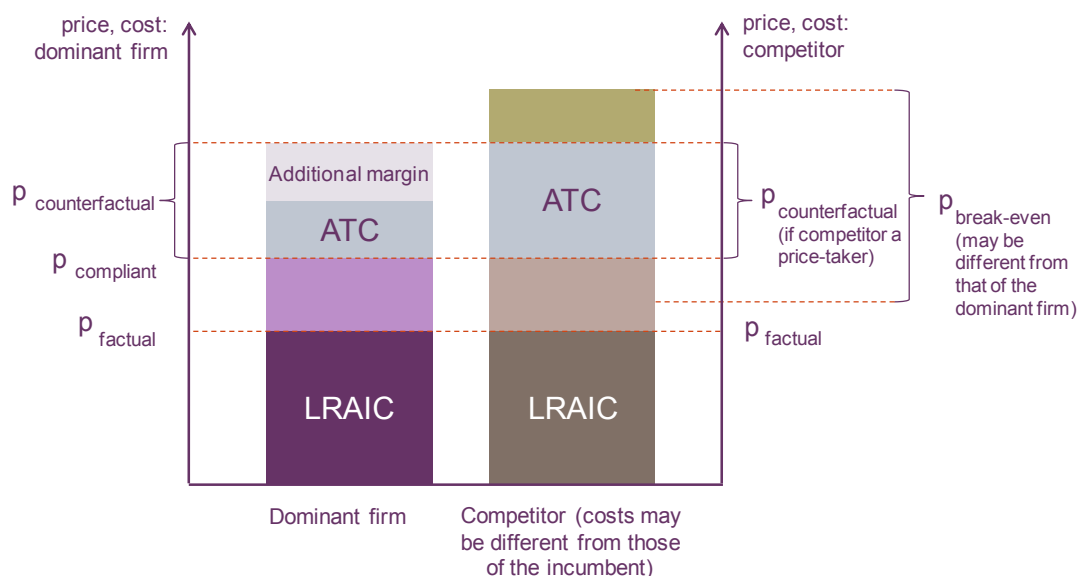 price, cost:
dominant firm
price, cost:
competitor
Additional margin
ATC
ATC
p counterfactual
p compliant
p factual
p
counterfactual
(if competitor a
price-taker)
p
break-even
(may be
different from
that of the
dominant firm)
p factual
LRAIC
LRAIC
Dominant firm
Competitor (costs may
be different from those
of the incumbent)